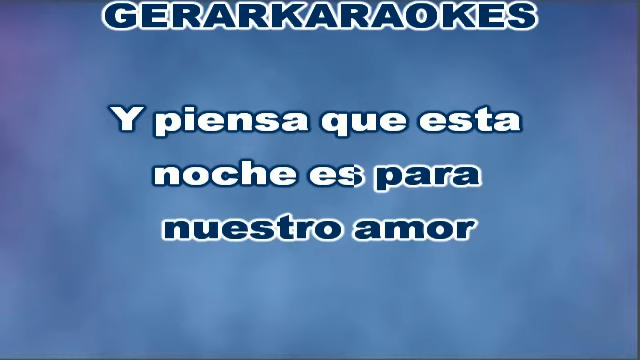 GERARKARAOKES
Y piensa que esta
noche es para
nuestro amor